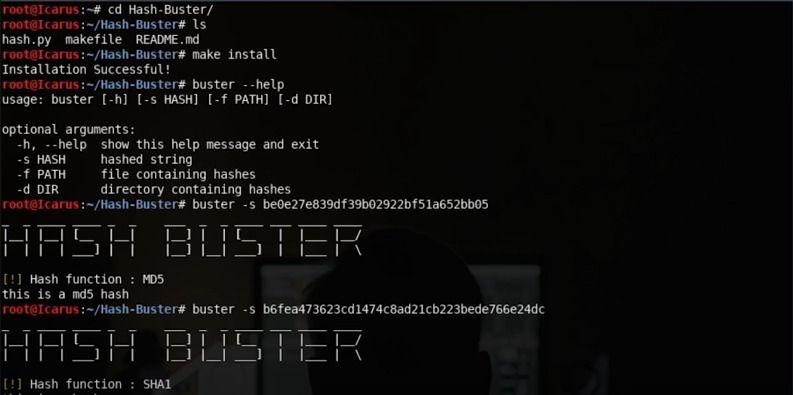 root@Icarus:~# cd Hash-Buster/
root@Icarus:~/Hash-Buster# ls
hash.py  makefile  README.md
root@Icarus:~/Hash-Buster# make install
Installation Successful!
root@Icarus:~/Hash-Buster# buster --help
usage: buster [-h] [-s HASH] [-f PATH] [-d DIR]
optional arguments:
  -h, --help  show this help message and exit
  -s HASH     hashed string
  -f PATH     file containing hashes
  -d DIR      directory containing hashes
root@Icarus:~/Hash-Buster# buster -s be0e27e839df39b02922bf51a652bb05
HASH BUSTER
[!] Hash function : MD5
this is a md5 hash
root@Icarus:~/Hash-Buster# buster -s b6fea473623cd1474c8ad21cb223bede766e24dc
HASH BUSTER
[!] Hash function : SHA1